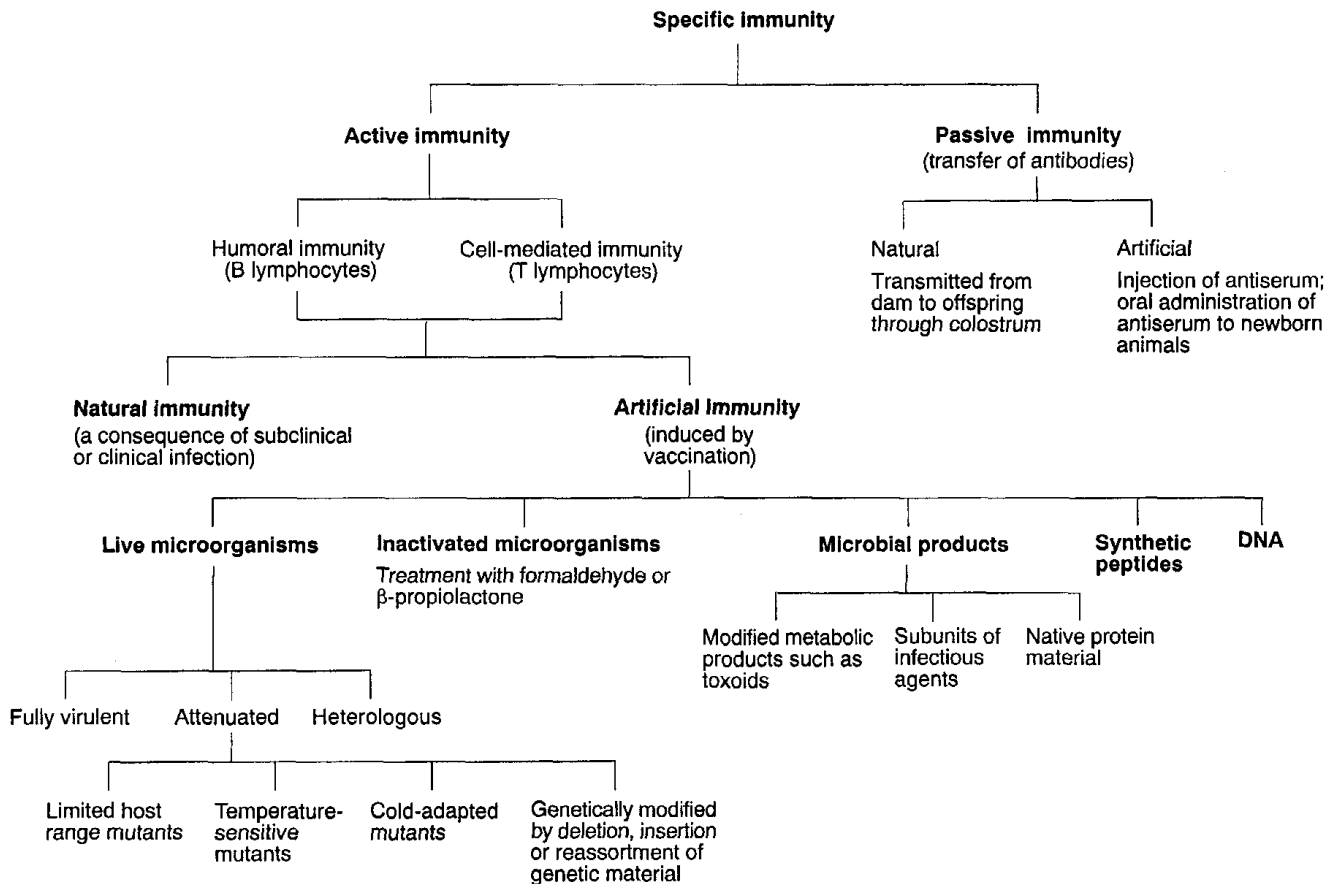 Specific immunity
Active immunity
Passive immunity
(transfer of antibodies)
Humoral immunity
(B lymphocytes)
Cell-mediated immunity
(T lymphocytes)
Natural
Transmitted from
dam to offspring
through colostrum
Artificial
Injection of antiserum;
oral administration of
antiserum to newborn
animals
Natural immunity
(a consequence of subclinical
or clinical infection)
Artificial immunity
(induced by
vaccination)
Live microorganisms
Inactivated microorganisms
Treatment with formaldehyde or
β-propiolactone
Microbial products
Synthetic
peptides
DNA
Modified metabolic
products such as
toxoids
Subunits of
infectious
agents
Native protein
material
Fully virulent
Attenuated
Heterologous
Limited host
range mutants
Temperature-
sensitive
mutants
Cold-adapted
mutants
Genetically modified
by deletion, insertion
or reassortment of
genetic material